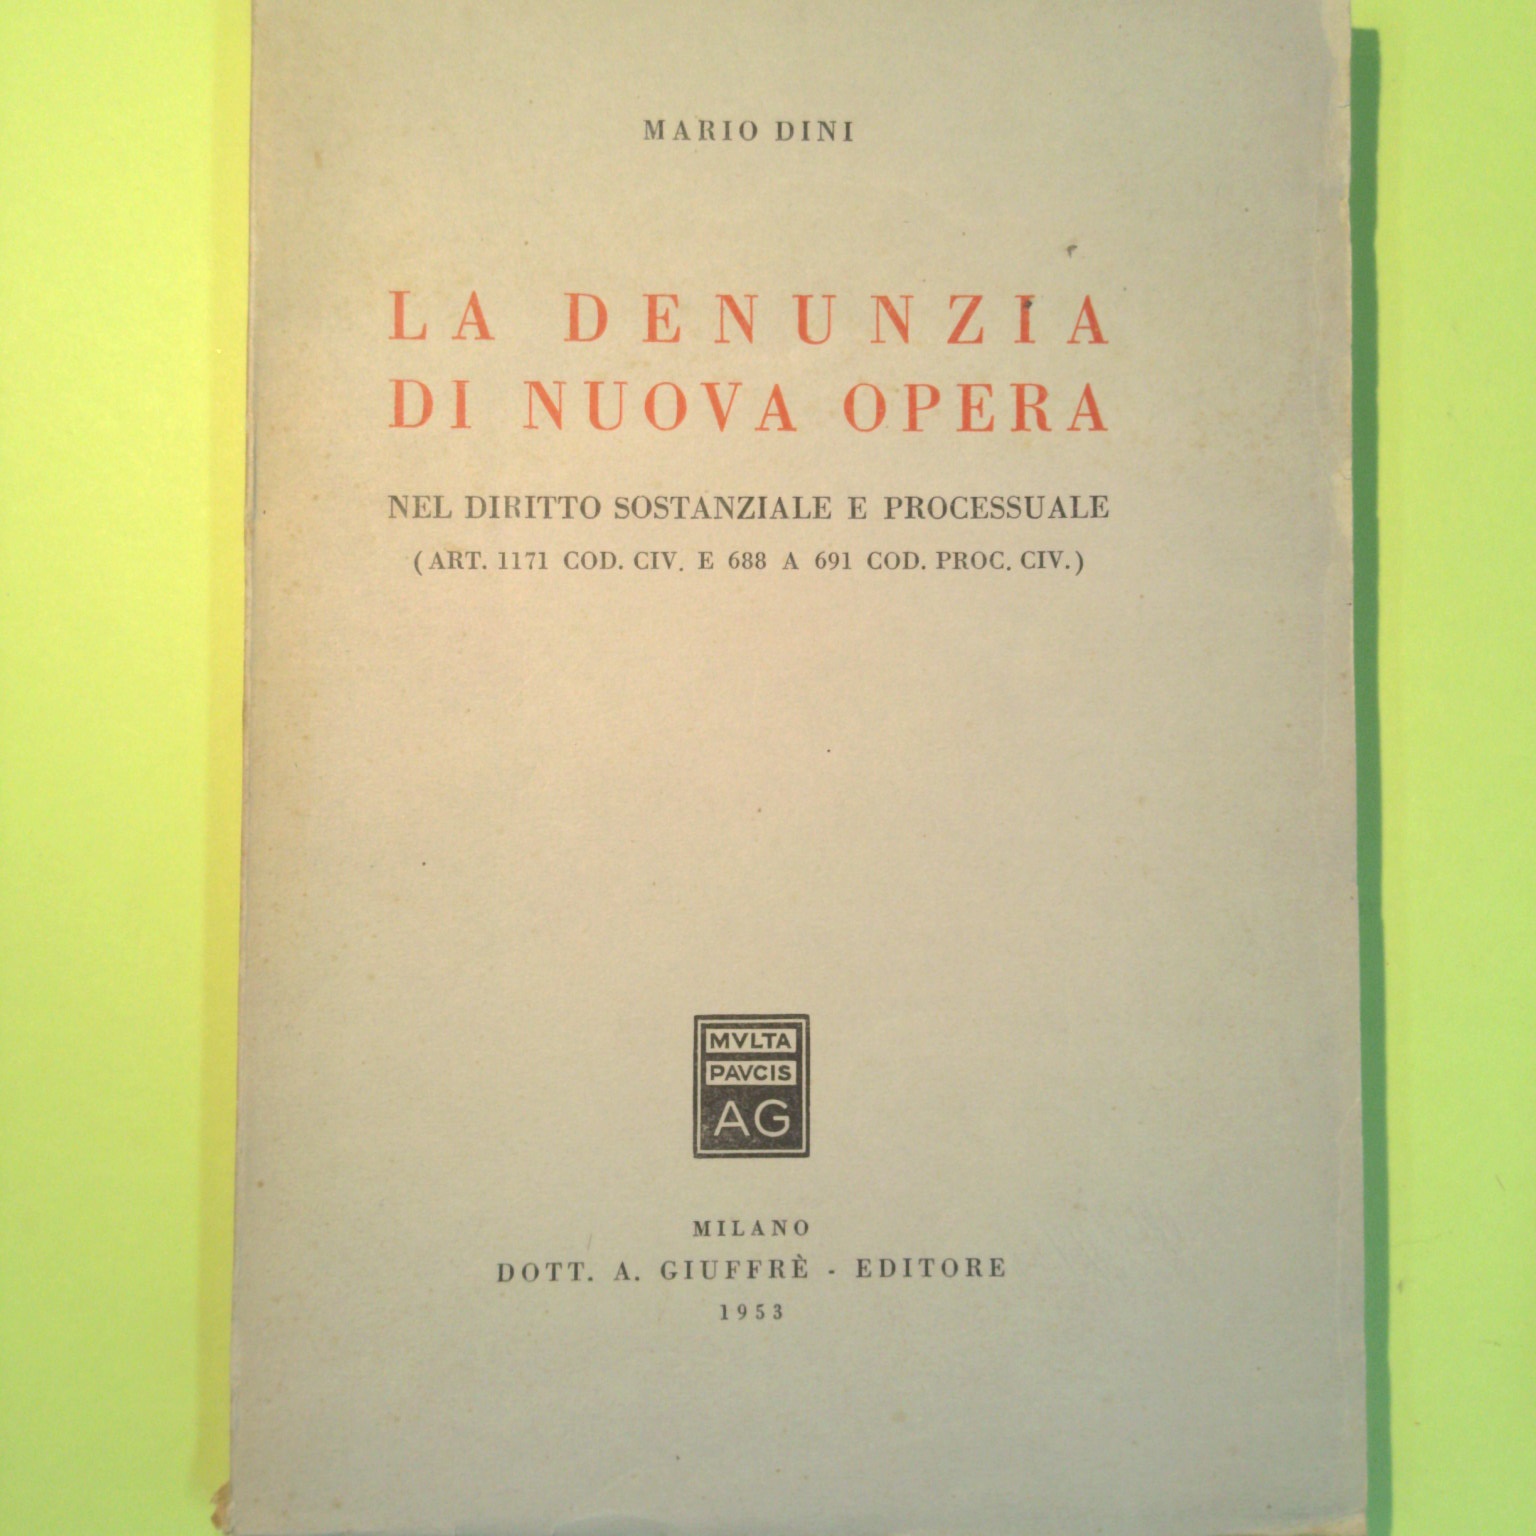 MARIO DINI
LA DENUNZIA
DI NUOVA OPERA
NEL DIRITTO SOSTANZIALE E PROCESSUALE
(ART. 1171 COD. CIV. E 688 A 691 COD. PROC. CIV.)
MVLTA
PAVCIS
AG
MILANO
DOTT. A. GIUFFRÈ - EDITORE
1953